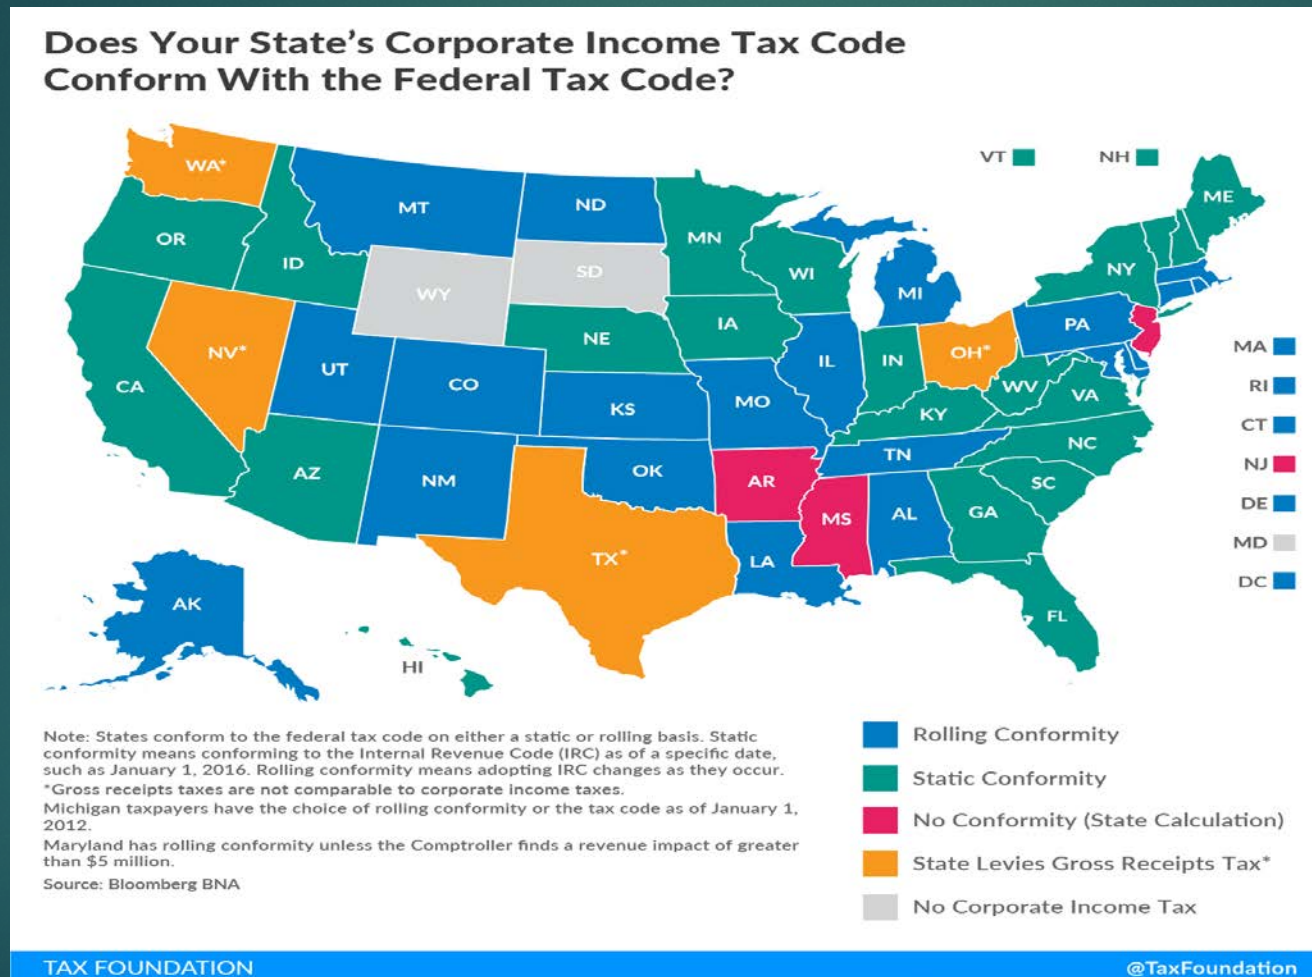 Does Your State's Corporate Income Tax Code
Conform With the Federal Tax Code?
VT
NH
WA*
MT
ND
ME
OR
ID
MN
WI
NY
WY
SD
MI
IA
NE
PA
NV*
UT
CO
IL
IN
OH*
MA
CA
WV
VA
RI
KS
MO
KY
CT
NC
TN
NJ
AZ
NM
OK
AR
SC
DE
MS
AL
GA
MD
TX*
LA
DC
AK
FL
HI
Note: States conform to the federal tax code on either a static or rolling basis. Static
conformity means conforming to the Internal Revenue Code (IRC) as of a specific date,
such as January 1, 2016. Rolling conformity means adopting IRC changes as they occur.
*Gross receipts taxes are not comparable to corporate income taxes.
Michigan taxpayers have the choice of rolling conformity or the tax code as of January 1,
2012.
Maryland has rolling conformity unless the Comptroller finds a revenue impact of greater
than $5 million.
Source: Bloomberg BNA
Rolling Conformity
Static Conformity
No Conformity (State Calculation)
State Levies Gross Receipts Tax*
No Corporate Income Tax
TAX FOUNDATION
@TaxFoundation